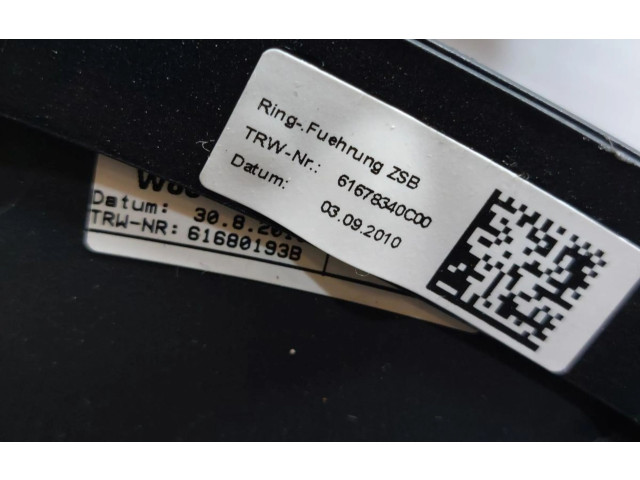 Ring-.Fuehrung ZSB
TRW-Nr.: 61678340C00
Datum: 03.09.2010
Datum: 30.8.20
TRW-NR: 61680193B